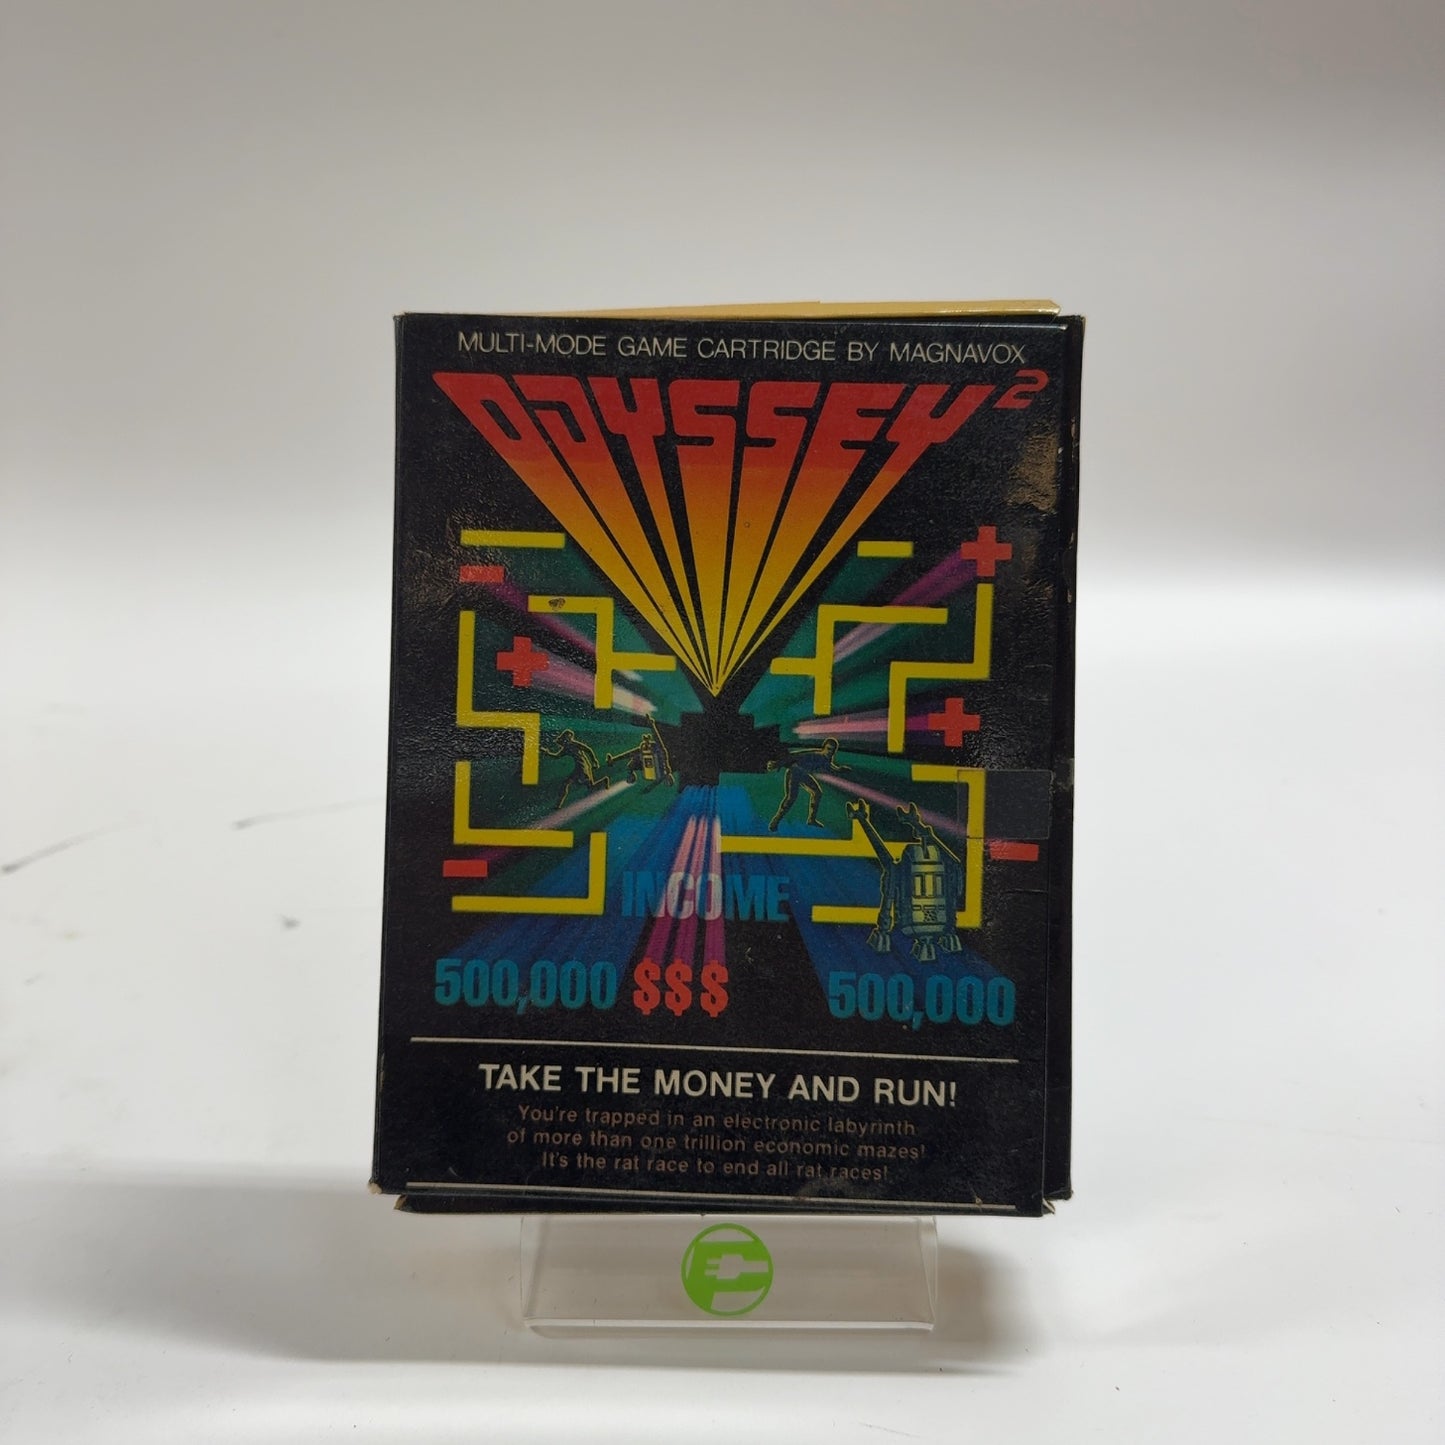 MULTI-MODE GAME CARTRIDGE BY MAGNAVOX
ODYSSEY²
INCOME
500,000 $$$ 500,000
TAKE THE MONEY AND RUN!
You're trapped in an electronic labyrinth
of more than one trillion economic mazes!
It's the rat race to end all rat races!